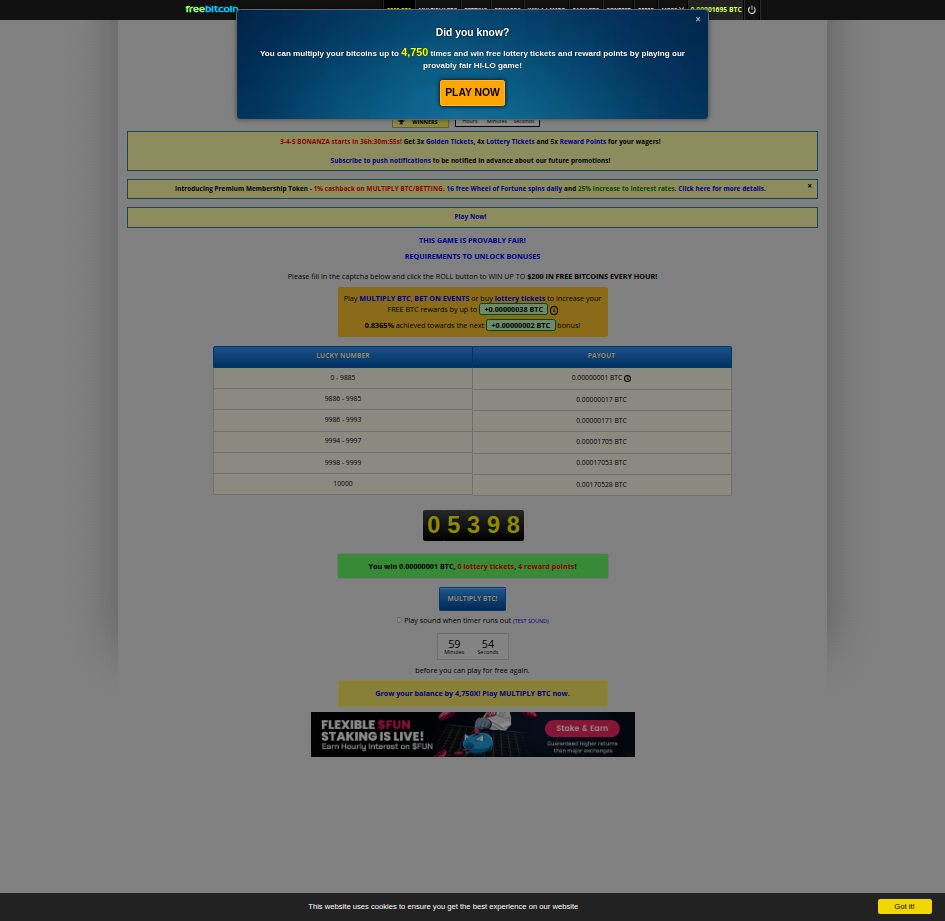 freebitcoin
0.00001695 BTC
×
Did you know?
You can multiply your bitcoins up to 4,750 times and win free lottery tickets and reward points by playing our
provably fair HI-LO game!
PLAY NOW
WINNERS
Hours Minutes Seconds
3-4-5 BONANZA starts in 36h:30m:55s! Get 3x Golden Tickets, 4x Lottery Tickets and 5x Reward Points for your wagers!
Subscribe to push notifications to be notified in advance about our future promotions!
Introducing Premium Membership Token - 1% cashback on MULTIPLY BTC/BETTING. 16 free Wheel of Fortune spins daily and 25% increase to interest rates. Click here for more details.
×
Play Now!
THIS GAME IS PROVABLY FAIR!
REQUIREMENTS TO UNLOCK BONUSES
Please fill in the captcha below and click the ROLL button to WIN UP TO $200 IN FREE BITCOINS EVERY HOUR!
Play MULTIPLY BTC, BET ON EVENTS or buy lottery tickets to increase your
FREE BTC rewards by up to +0.00000038 BTC
0.8365% achieved towards the next +0.00000002 BTC bonus!
LUCKY NUMBER PAYOUT
0 - 9885 0.00000001 BTC
9886 - 9985 0.00000017 BTC
9986 - 9993 0.00000171 BTC
9994 - 9997 0.00001705 BTC
9998 - 9999 0.00017053 BTC
10000 0.00170528 BTC
05398
You win 0.00000001 BTC, 0 lottery tickets, 4 reward points!
MULTIPLY BTC!
Play sound when timer runs out (TEST SOUND)
59 54
Minutes Seconds
before you can play for free again.
Grow your balance by 4,750X! Play MULTIPLY BTC now.
FLEXIBLE $FUN
STAKING IS LIVE!
Earn Hourly Interest on $FUN
Stake & Earn
Guaranteed higher returns
than major exchanges
This website uses cookies to ensure you get the best experience on our website
Got it!